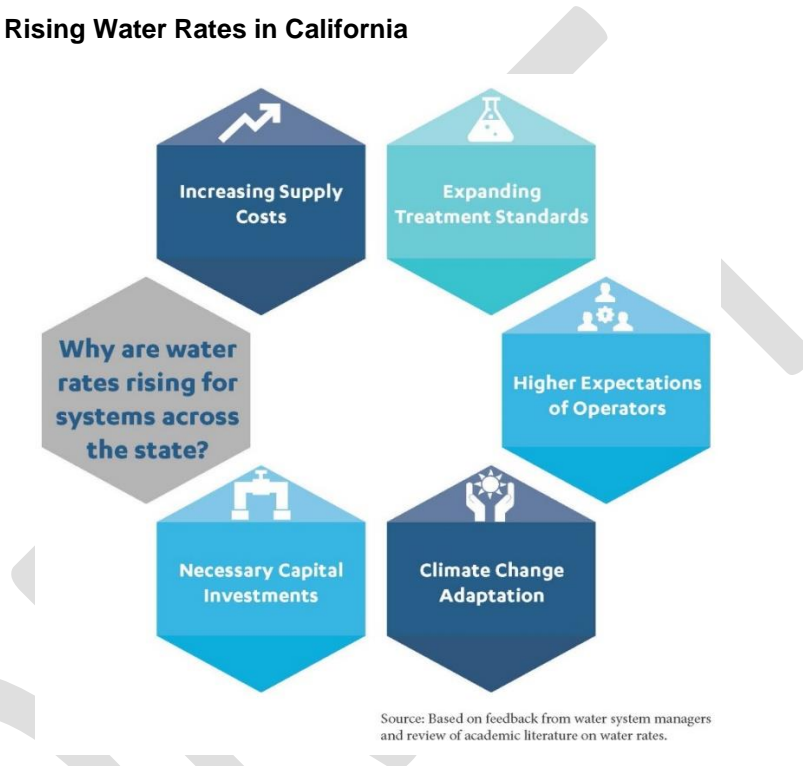 Rising Water Rates in California
Increasing Supply
Costs
Expanding
Treatment Standards
Why are water
rates rising for
systems across
the state?
Higher Expectations
of Operators
Necessary Capital
Investments
Climate Change
Adaptation
Source: Based on feedback from water system managers
and review of academic literature on water rates.